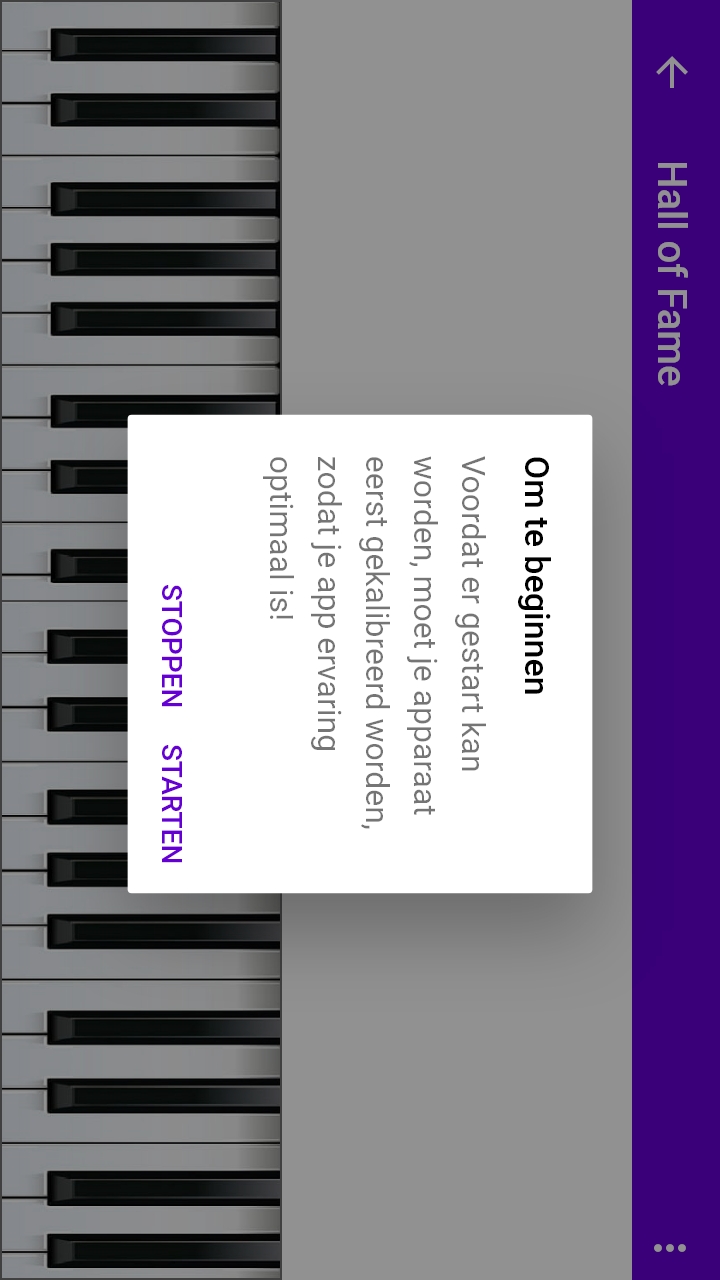 Hall of Fame
Om te beginnen
Voordat er gestart kan
worden, moet je apparaat
eerst gekalibreerd worden,
zodat je app ervaring
optimaal is!
STOPPEN STARTEN